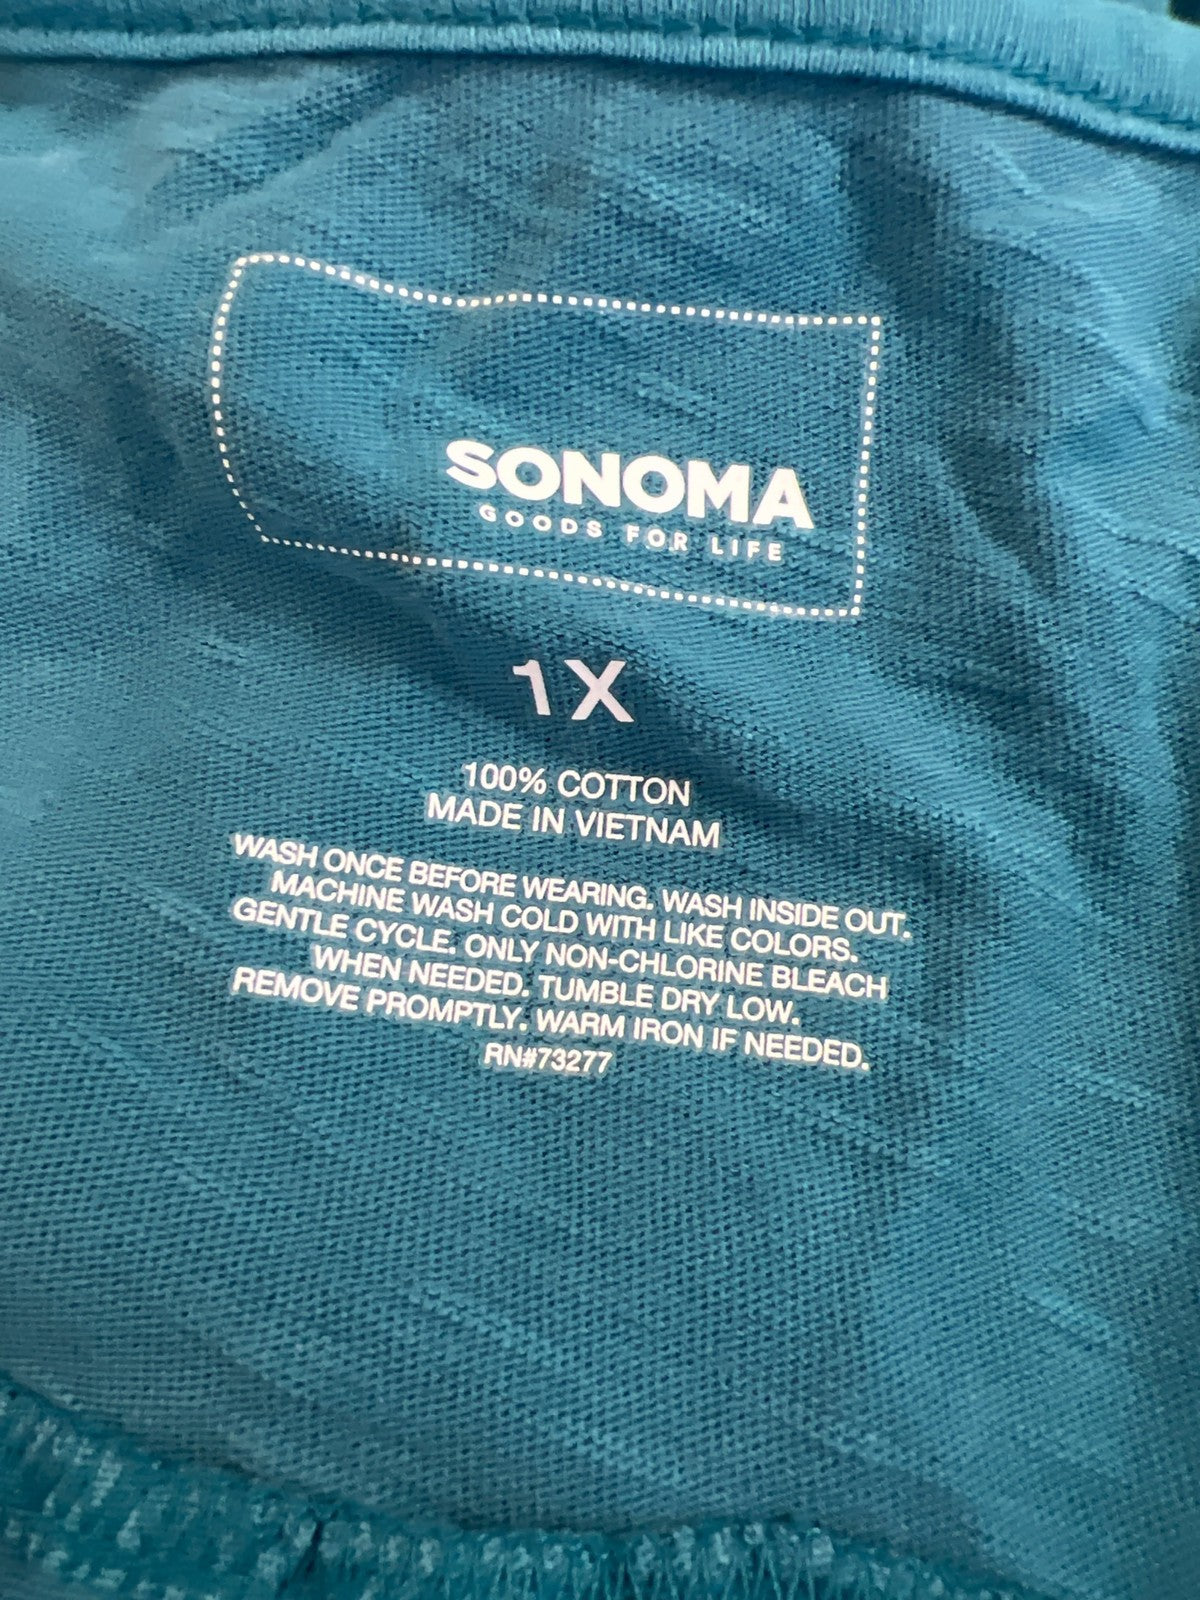 SONOMA
GOODS FOR LIFE
1X
100% COTTON
MADE IN VIETNAM
WASH ONCE BEFORE WEARING. WASH INSIDE OUT.
MACHINE WASH COLD WITH LIKE COLORS.
GENTLE CYCLE. ONLY NON-CHLORINE BLEACH
WHEN NEEDED. TUMBLE DRY LOW.
REMOVE PROMPTLY. WARM IRON IF NEEDED.
RN#73277